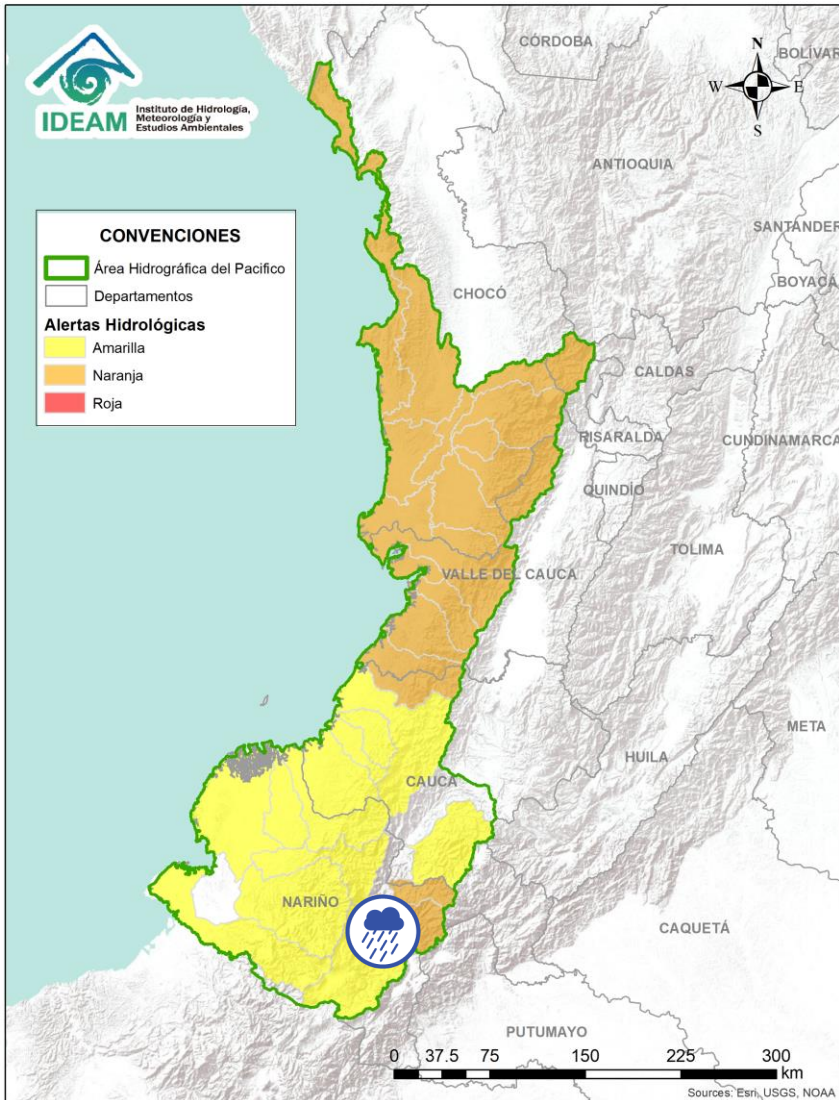 IDEAM
Instituto de Hidrología,
Meteorología y
Estudios Ambientales
CÓRDOBA
BOLÍVAR
N
W
E
S
ANTIOQUIA
SANTANDER
BOYACÁ
CONVENCIONES
Área Hidrográfica del Pacifico
Departamentos
Alertas Hidrológicas
Amarilla
Naranja
Roja
CHOCÓ
CALDAS
RISARALDA
CUNDINAMARCA
QUINDÍO
TOLIMA
VALLE DEL CAUCA
META
HUILA
CAUCA
NARIÑO
CAQUETÁ
PUTUMAYO
0 37.5 75 150 225 300
km
Sources: Esri, USGS, NOAA